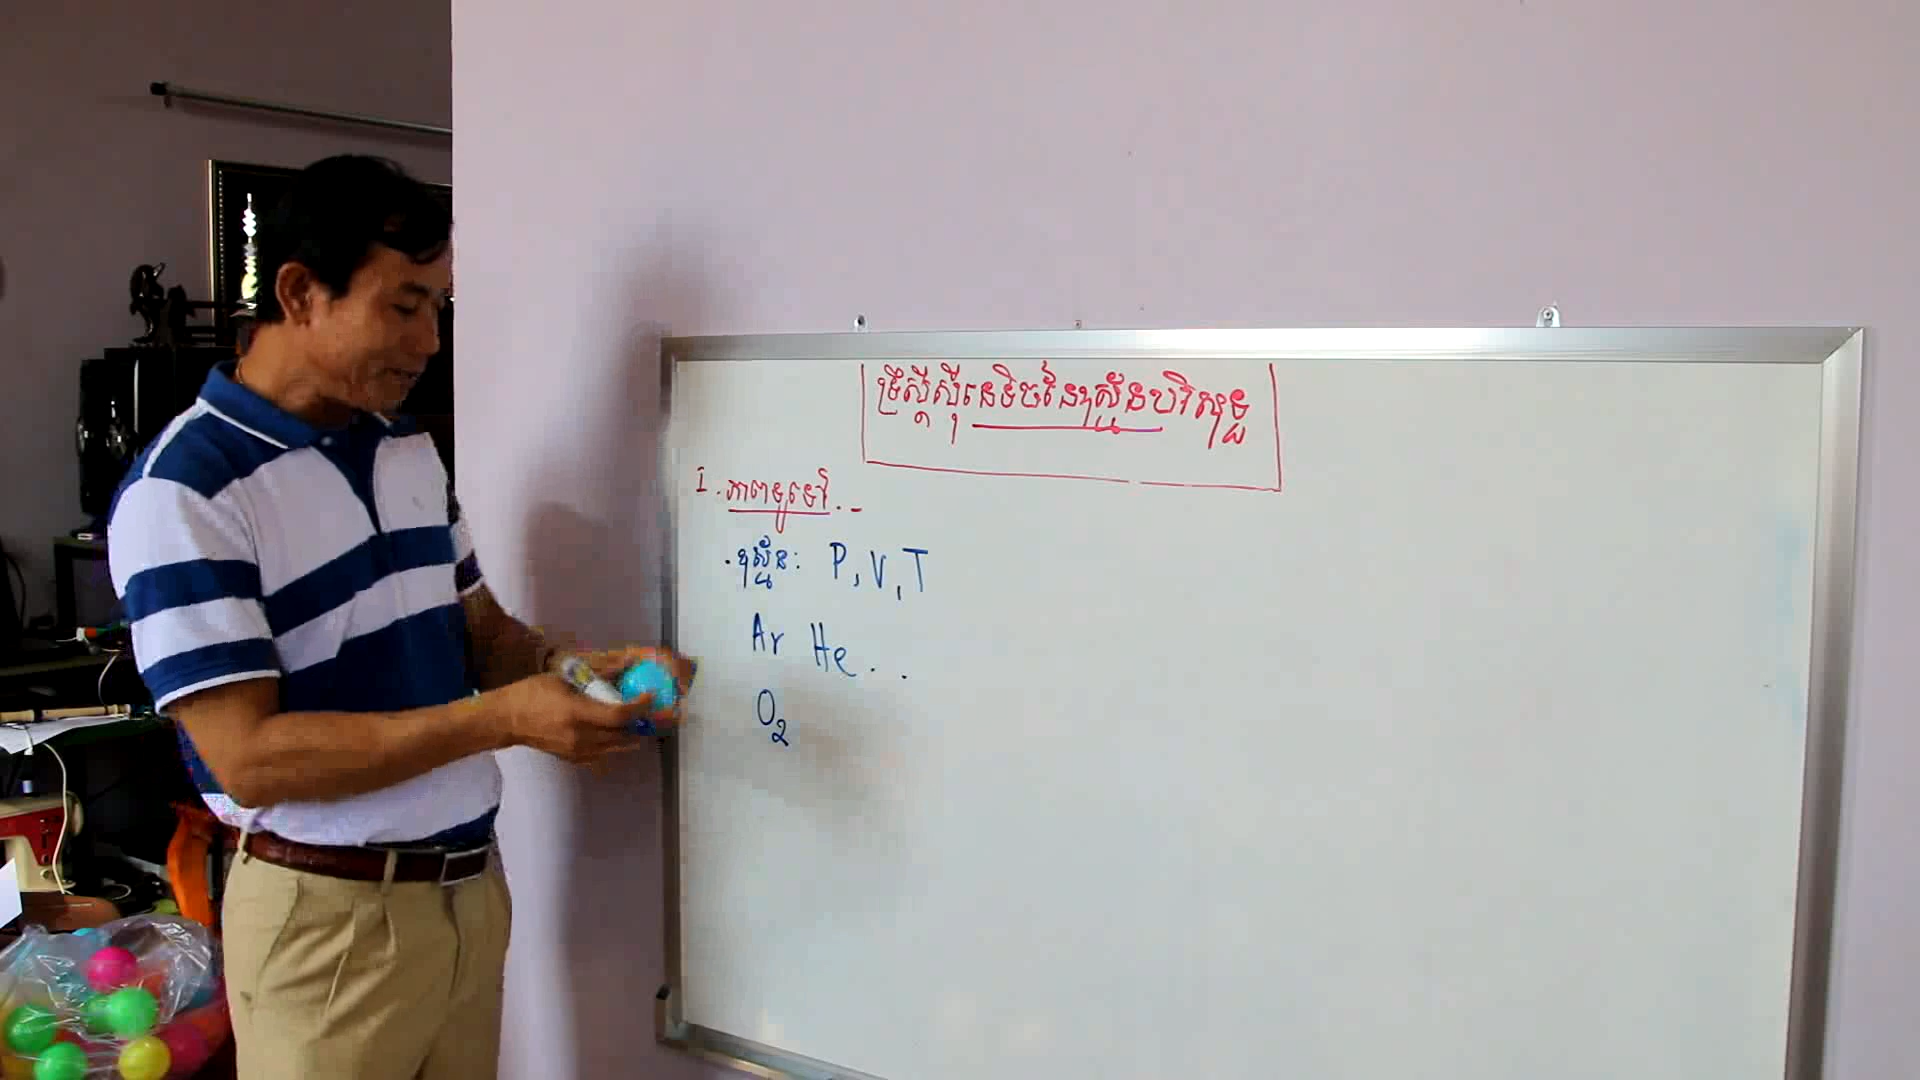 ទ្រឹស្តីស៊ីនេទិចនៃឧស្ម័នបរិសុទ្ធ
I . ភាពទូទៅ . -
. ឧស្ម័ន : P , V , T
Ar He . .
O₂